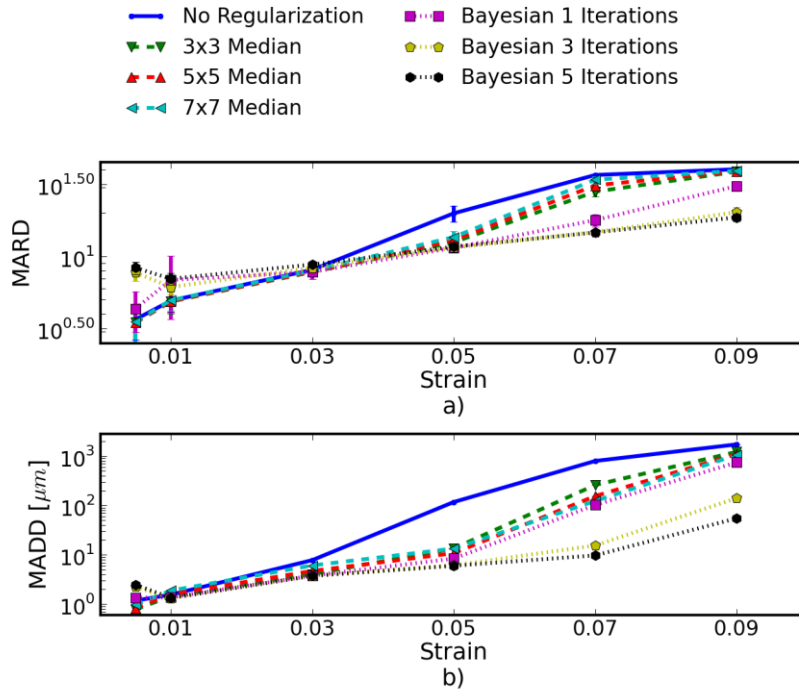 No Regularization
3x3 Median
5x5 Median
7x7 Median
Bayesian 1 Iterations
Bayesian 3 Iterations
Bayesian 5 Iterations
MARD
10^1.50
10^1
10^0.50
0.01 0.03 0.05 0.07 0.09
Strain
a)
MADD [μm]
10^3
10^2
10^1
10^0
0.01 0.03 0.05 0.07 0.09
Strain
b)